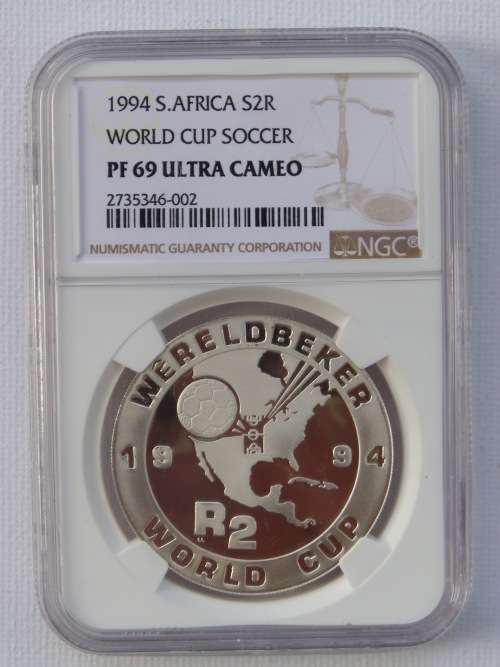 1994 S.AFRICA S2R
WORLD CUP SOCCER
PF 69 ULTRA CAMEO
2735346-002
NUMISMATIC GUARANTY CORPORATION
NGC®
WÊRELDBEKER
19 94
R2
WORLD CUP